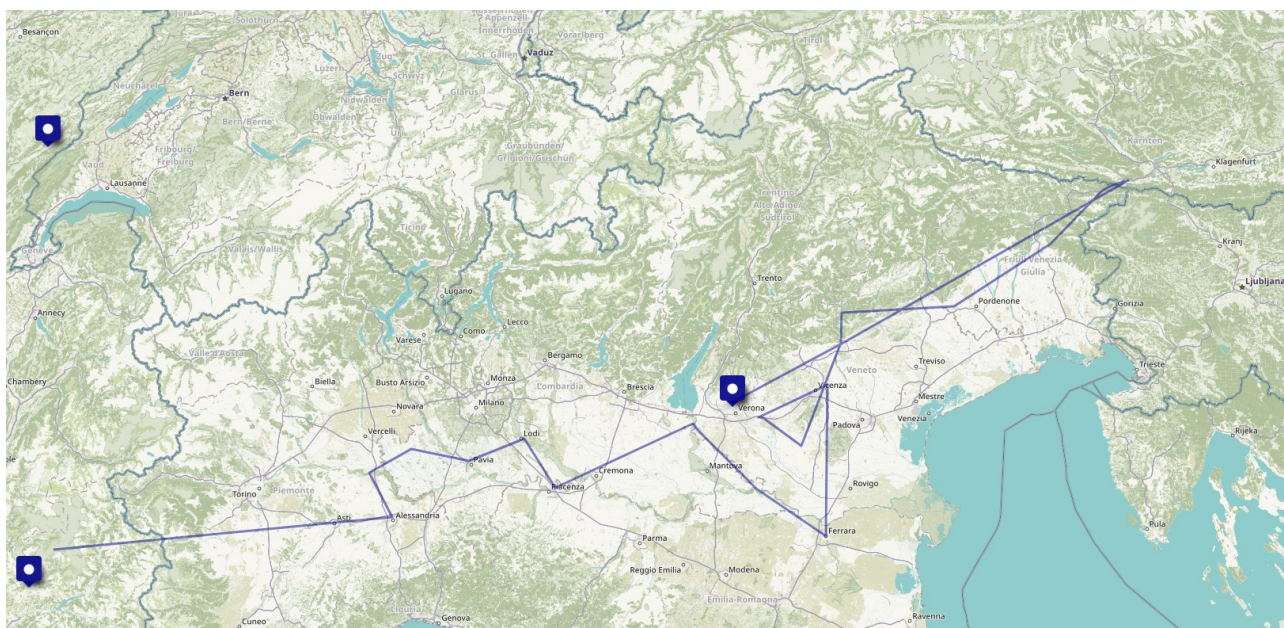 Besançon
Solothurn
Appenzell-
Innerrhoden
Vorarlberg
Tirol
Vaduz
St. Gallen
Zug
Luzern
Schwyz
Neuchâtel
Bern
Nidwalden
Obwalden
Glarus
Bern/Berne
Uri
Fribourg/
Freiburg
Graubünden/
Grigioni/Grischun
Kärnten
Klagenfurt
Vaud
Lausanne
Trentino-
Alto Adige/
Südtirol
Genève
Valais/Wallis
Ticino
Kranj
Friuli Venezia
Giulia
Trento
Ljubljana
Lugano
Pordenone
Gorizia
Annecy
Lecco
Como
Varese
Valle d'Aosta
Bergamo
Treviso
Trieste
Chambéry
Biella
Busto Arsizio
Monza
Lombardia
Brescia
Vicenza
Veneto
Milano
Mestre
Novara
Verona
Padova
Venezia
Vercelli
Lodi
Rijeka
Pavia
Cremona
Mantova
Torino
Piemonte
Piacenza
Rovigo
Asti
Alessandria
Pula
Ferrara
Parma
Reggio Emilia
Modena
Emilia-Romagna
Liguria
Cuneo
Genova
Ravenna